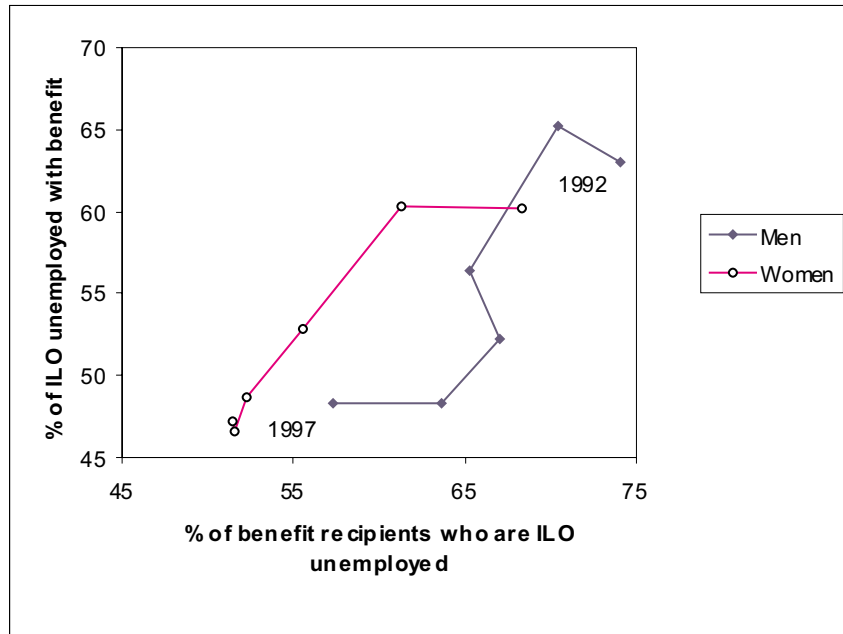 % of ILO unemployed with benefit
70
65
60
55
50
45
1992
1997
45 55 65 75
% of benefit recipients who are ILO
unemployed
Men
Women